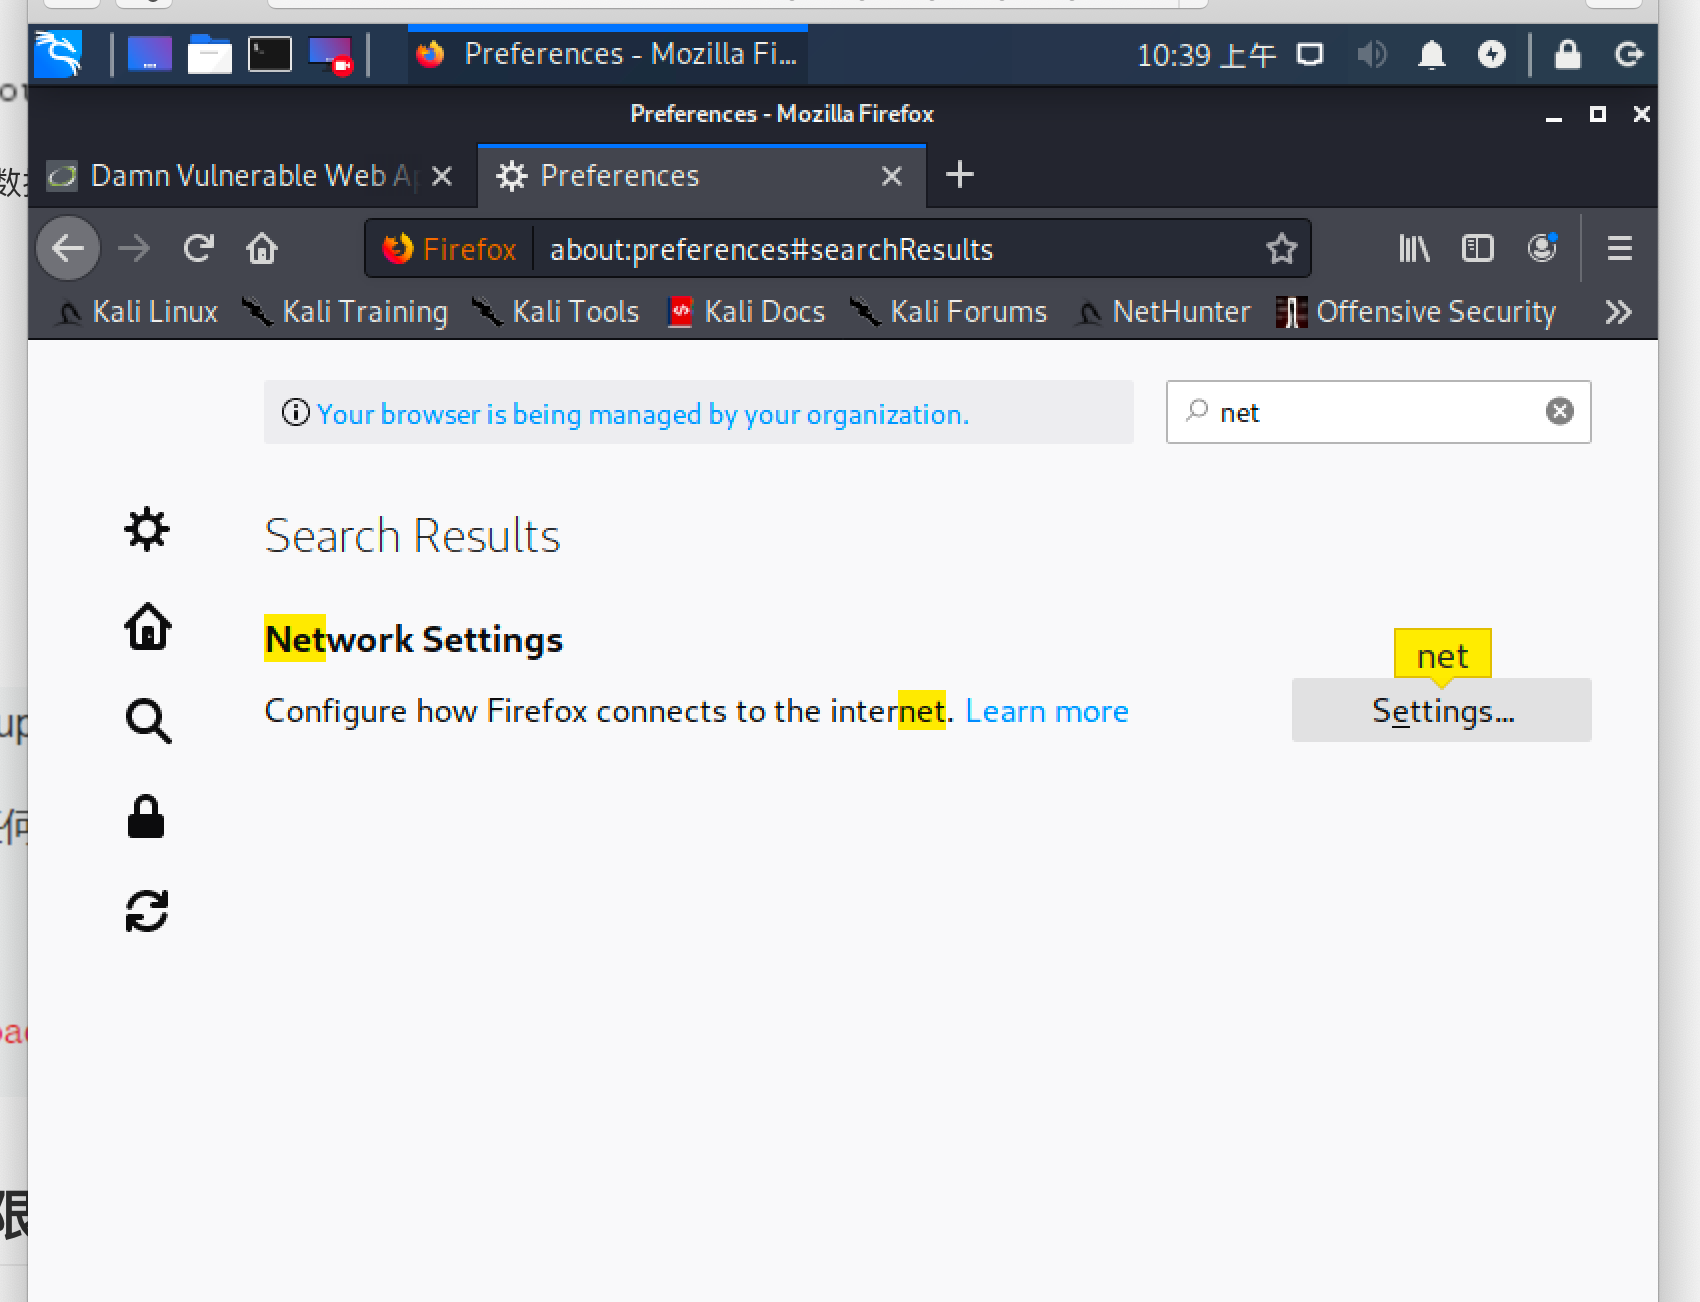 Preferences - Mozilla Fi...
10:39 上午
Preferences - Mozilla Firefox
Damn Vulnerable Web
Preferences
Firefox
about:preferences#searchResults
Kali Linux
Kali Training
Kali Tools
Kali Docs
Kali Forums
NetHunter
Offensive Security
Your browser is being managed by your organization.
net
Search Results
Network Settings
net
Configure how Firefox connects to the internet. Learn more
Settings...
up
限